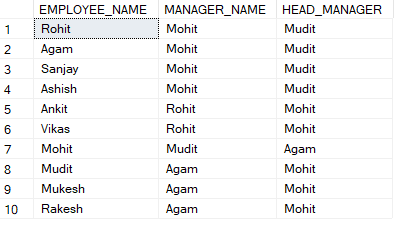 EMPLOYEE_NAME MANAGER_NAME HEAD_MANAGER
1 Rohit Mohit Mudit
2 Agam Mohit Mudit
3 Sanjay Mohit Mudit
4 Ashish Mohit Mudit
5 Ankit Rohit Mohit
6 Vikas Rohit Mohit
7 Mohit Mudit Agam
8 Mudit Agam Mohit
9 Mukesh Agam Mohit
10 Rakesh Agam Mohit